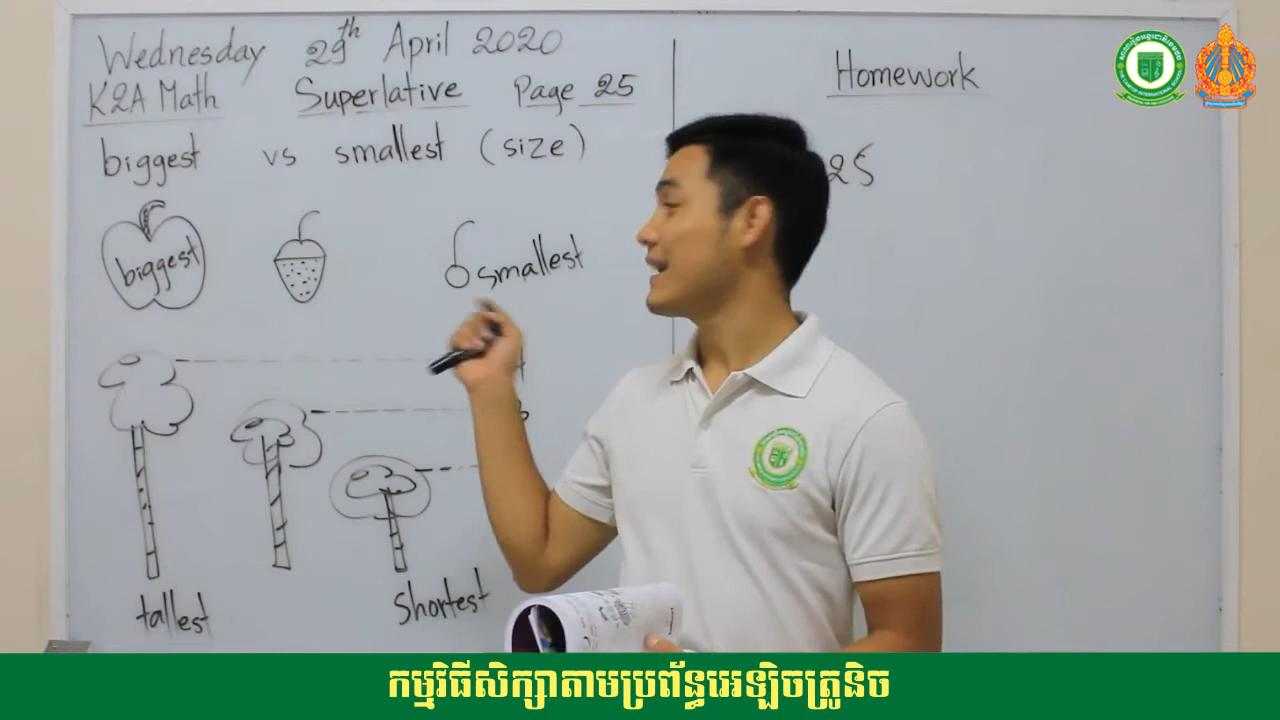 Wednesday 29th April 2020
K2A Math Superlative Page 25
biggest vs smallest (size)
biggest
smallest
tallest
shortest
Homework
25
កម្មវិធីសិក្សាតាមប្រព័ន្ធអេឡិចត្រូនិច